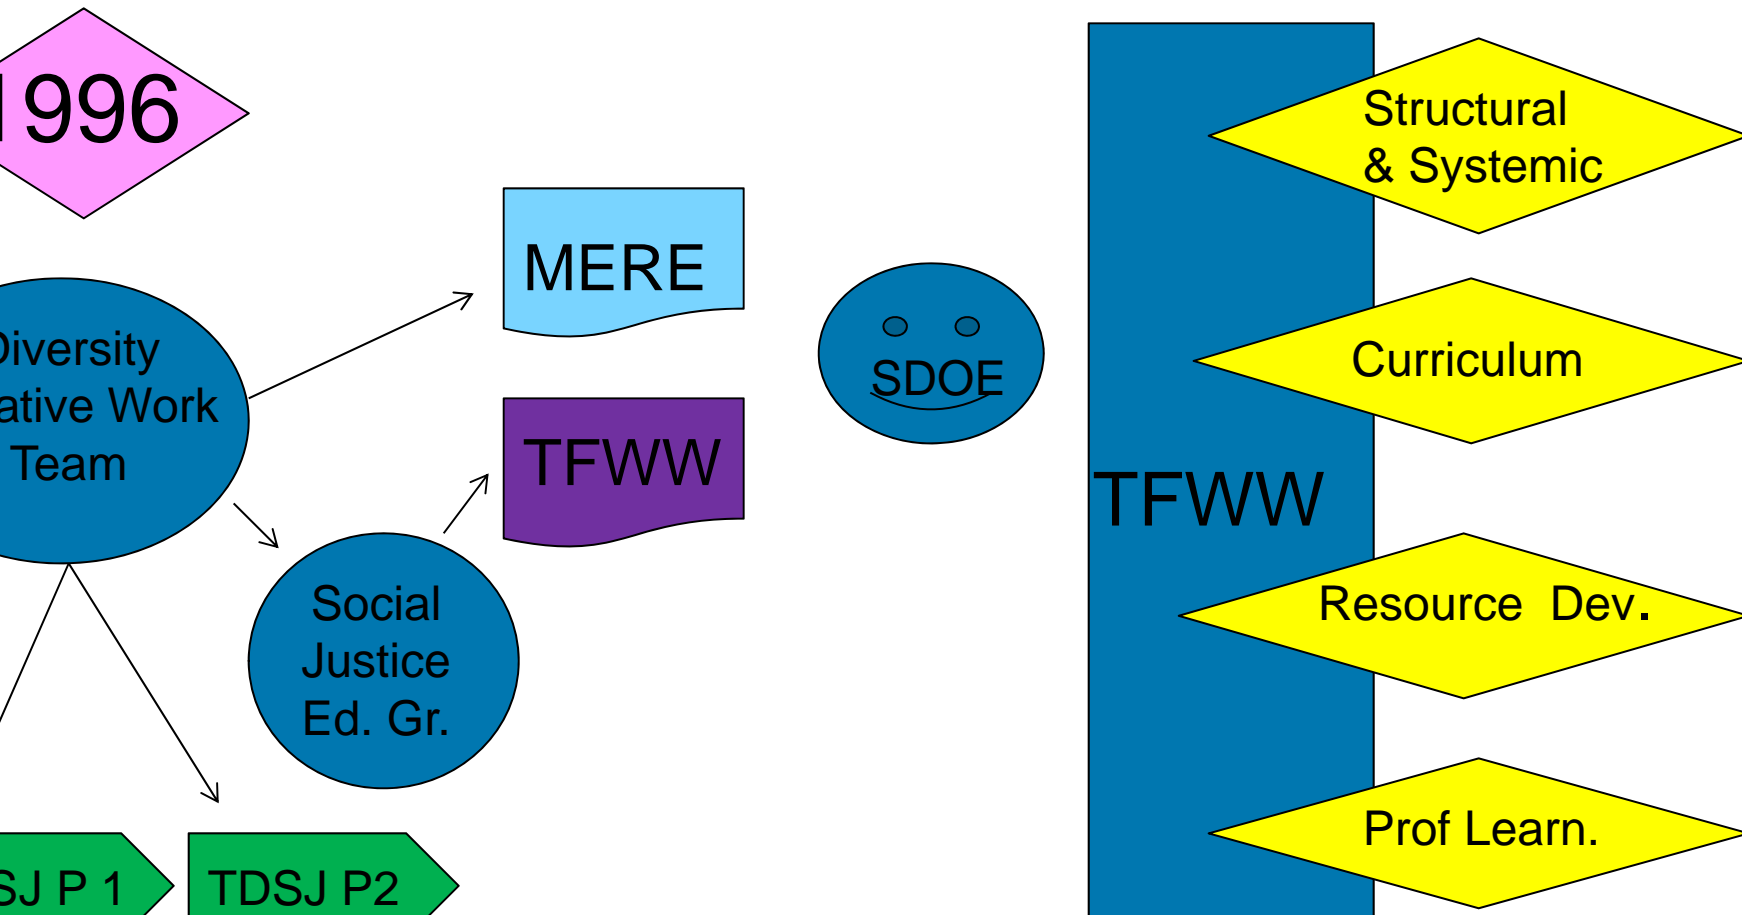 1996
Structural
& Systemic
MERE
Curriculum
SDOE
Diversity
ative Work
Team
TFWW
TFWW
Social
Justice
Ed. Gr.
Resource Dev.
Prof Learn.
SJ P 1
TDSJ P2